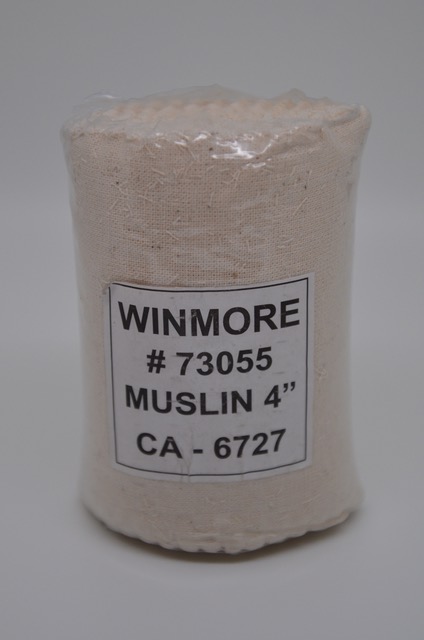 WINMORE
# 73055
MUSLIN 4”
CA - 6727